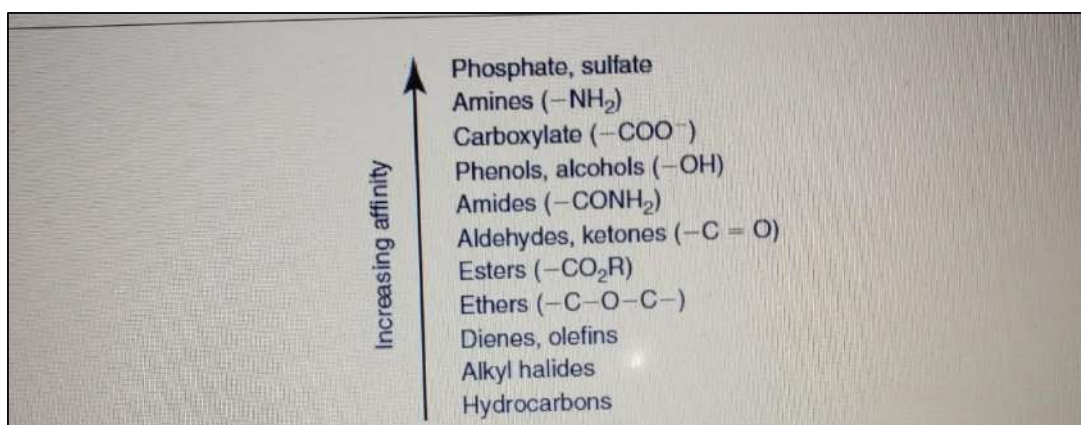 Phosphate, sulfate
Amines (−NH₂)
Carboxylate (−COO⁻)
Phenols, alcohols (−OH)
Amides (−CONH₂)
Aldehydes, ketones (−C = O)
Esters (−CO₂R)
Ethers (−C−O−C−)
Dienes, olefins
Alkyl halides
Hydrocarbons
Increasing affinity